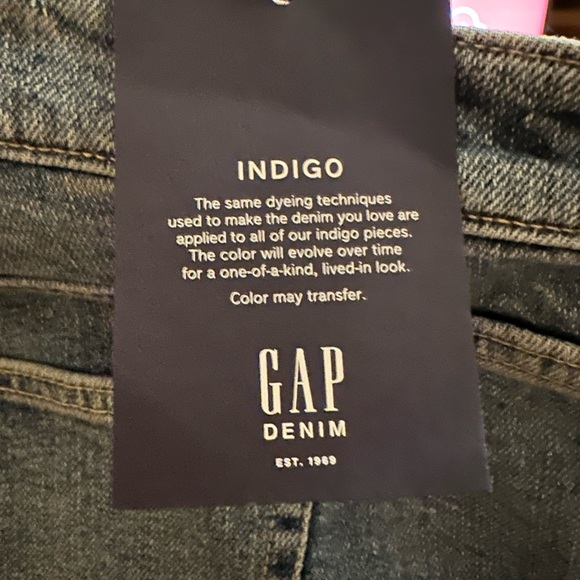 INDIGO
The same dyeing techniques
used to make the denim you love are
applied to all of our indigo pieces.
The color will evolve over time
for a one-of-a-kind, lived-in look.
Color may transfer.
GAP
DENIM
EST. 1969